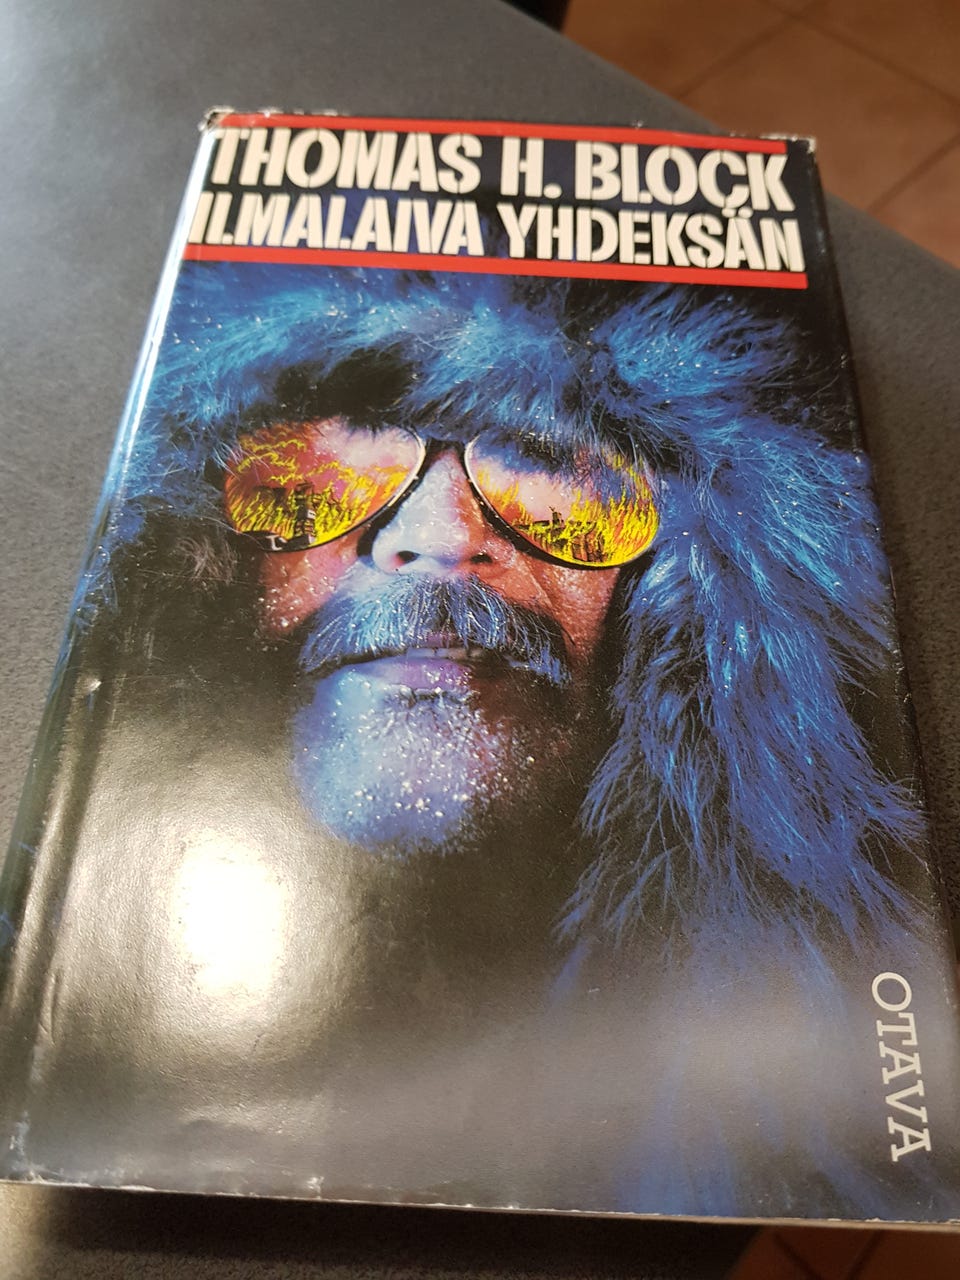 THOMAS H. BLOCK
ILMALAIVA YHDEKSÄN
OTAVA